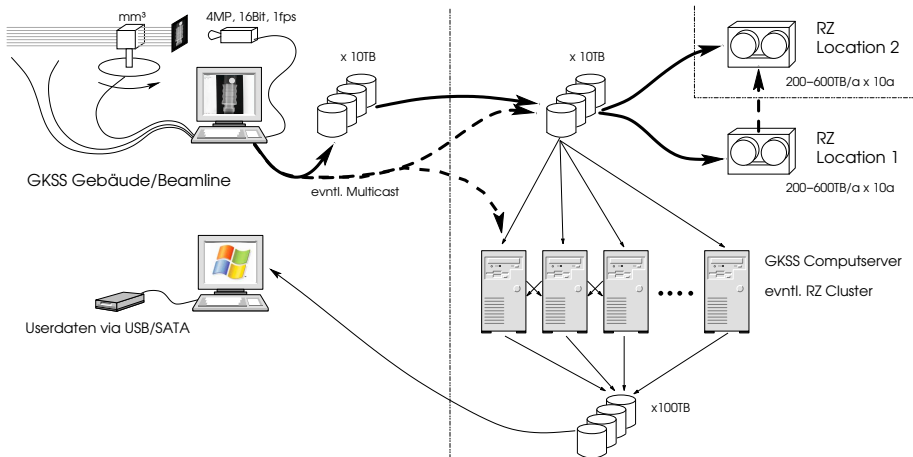 mm³
4MP, 16Bit, 1fps
x 10TB
x 10TB
RZ
Location 2
200–600TB/a x 10a
RZ
Location 1
200–600TB/a x 10a
GKSS Gebäude/Beamline
evntl. Multicast
GKSS Computserver
evntl. RZ Cluster
Userdaten via USB/SATA
x100TB